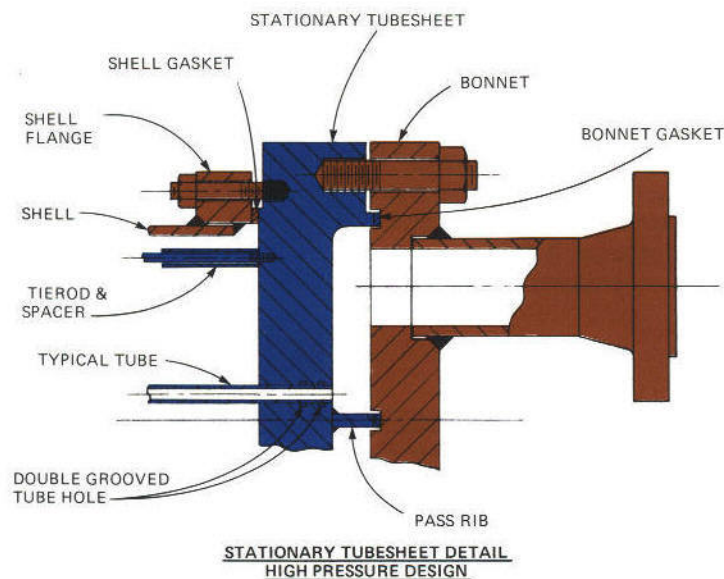 STATIONARY TUBESHEET
SHELL GASKET
BONNET
SHELL
FLANGE
BONNET GASKET
SHELL
TIEROD &
SPACER
TYPICAL TUBE
DOUBLE GROOVED
TUBE HOLE
PASS RIB
STATIONARY TUBESHEET DETAIL
HIGH PRESSURE DESIGN